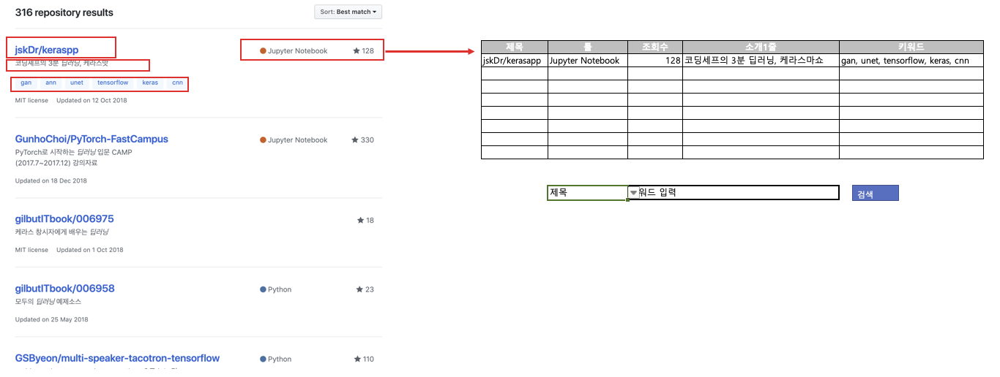 316 repository results
Sort: Best match
jskDr/keraspp
Jupyter Notebook
128
코딩셰프의 3분 딥러닝, 케라스맛
gan ann unet tensorflow keras cnn
MIT license Updated on 12 Oct 2018
GunhoChoi/PyTorch-FastCampus
Jupyter Notebook
330
PyTorch로 시작하는 딥러닝 입문 CAMP
(2017.7~2017.12) 강의자료
Updated on 18 Dec 2018
gilbutITbook/006975
18
케라스 창시자에게 배우는 딥러닝
MIT license Updated on 1 Oct 2018
gilbutITbook/006958
Python
23
모두의 딥러닝 예제소스
Updated on 25 May 2018
GSByeon/multi-speaker-tacotron-tensorflow
Python
110
제목 툴 조회수 소개1줄 키워드
jskDr/kerasapp Jupyter Notebook 128 코딩세프의 3분 딥러닝, 케라스마쇼 gan, unet, tensorflow, keras, cnn
제목 워드 입력 검색